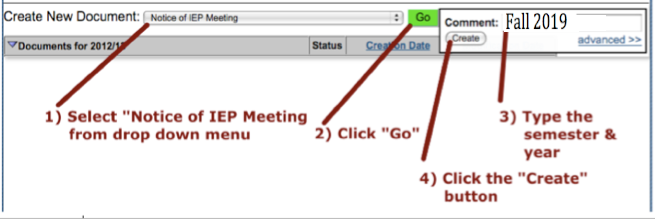 Create New Document: Notice of IEP Meeting Go
Comment: Fall 2019
Create advanced >>
Documents for 2012/1 Status Creation Date
1) Select "Notice of IEP Meeting
from drop down menu
2) Click "Go"
3) Type the
semester &
year
4) Click the "Create"
button